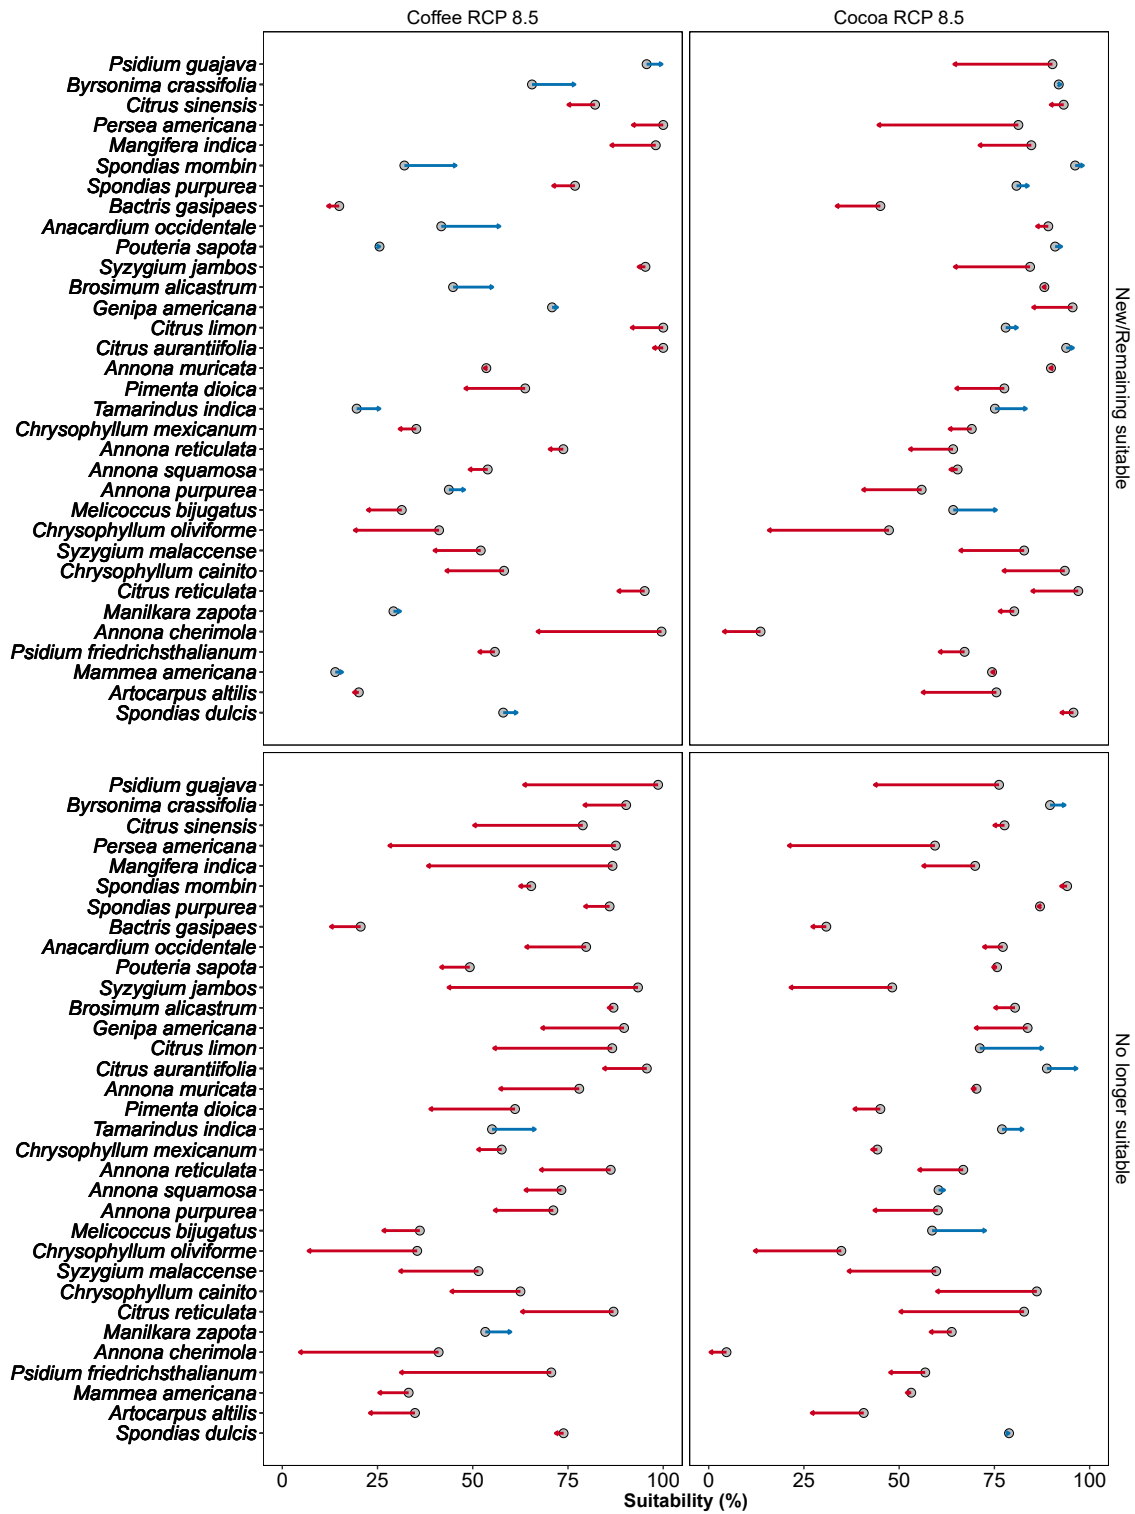 Coffee RCP 8.5
Cocoa RCP 8.5
Psidium guajava
Byrsonima crassifolia
Citrus sinensis
Persea americana
Mangifera indica
Spondias mombin
Spondias purpurea
Bactris gasipaes
Anacardium occidentale
Pouteria sapota
Syzygium jambos
Brosimum alicastrum
Genipa americana
Citrus limon
Citrus aurantiifolia
Annona muricata
Pimenta dioica
Tamarindus indica
Chrysophyllum mexicanum
Annona reticulata
Annona squamosa
Annona purpurea
Melicoccus bijugatus
Chrysophyllum oliviforme
Syzygium malaccense
Chrysophyllum cainito
Citrus reticulata
Manilkara zapota
Annona cherimola
Psidium friedrichsthalianum
Mammea americana
Artocarpus altilis
Spondias dulcis
New/Remaining suitable
Psidium guajava
Byrsonima crassifolia
Citrus sinensis
Persea americana
Mangifera indica
Spondias mombin
Spondias purpurea
Bactris gasipaes
Anacardium occidentale
Pouteria sapota
Syzygium jambos
Brosimum alicastrum
Genipa americana
Citrus limon
Citrus aurantiifolia
Annona muricata
Pimenta dioica
Tamarindus indica
Chrysophyllum mexicanum
Annona reticulata
Annona squamosa
Annona purpurea
Melicoccus bijugatus
Chrysophyllum oliviforme
Syzygium malaccense
Chrysophyllum cainito
Citrus reticulata
Manilkara zapota
Annona cherimola
Psidium friedrichsthalianum
Mammea americana
Artocarpus altilis
Spondias dulcis
No longer suitable
0 25 50 75 100
0 25 50 75 100
Suitability (%)